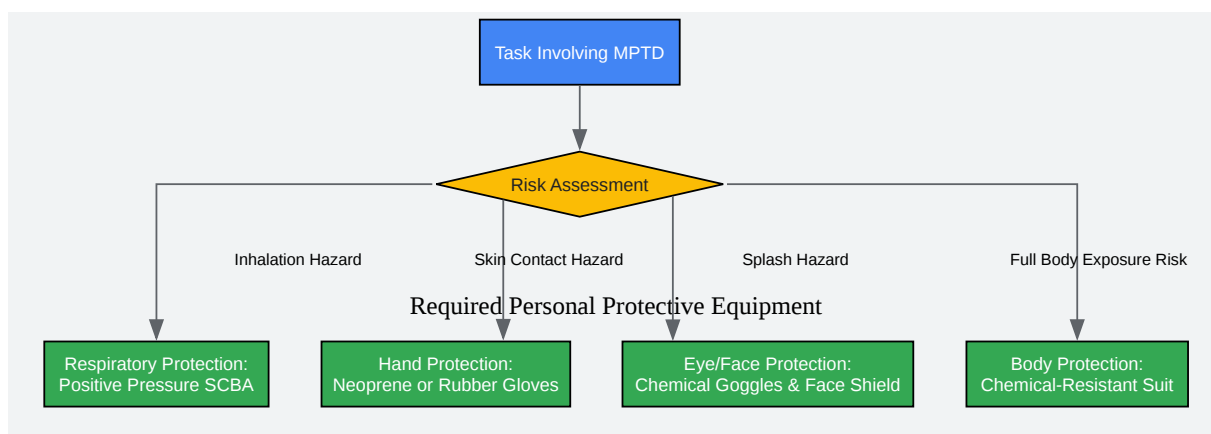 Task Involving MPTD
Risk Assessment
Inhalation Hazard
Skin Contact Hazard
Splash Hazard
Full Body Exposure Risk
Required Personal Protective Equipment
Respiratory Protection:
Positive Pressure SCBA
Hand Protection:
Neoprene or Rubber Gloves
Eye/Face Protection:
Chemical Goggles & Face Shield
Body Protection:
Chemical-Resistant Suit